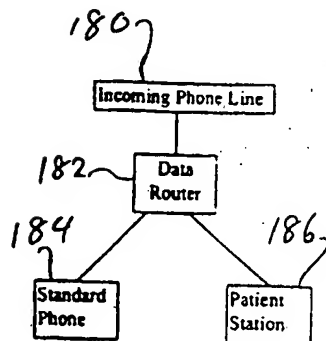 180
Incoming Phone Line
182
Data
Router
184
186
Standard
Phone
Patient
Station